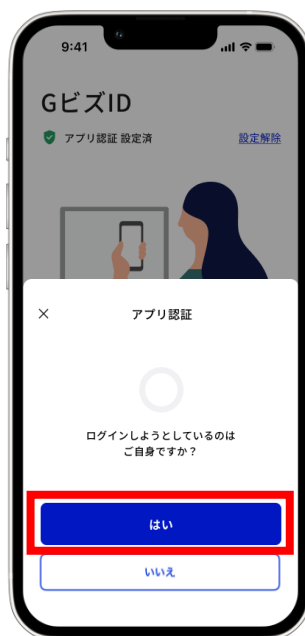 9:41
GビズID
アプリ認証 設定済
設定解除
アプリ認証
ログインしようとしているのは
ご自身ですか？
はい
いいえ